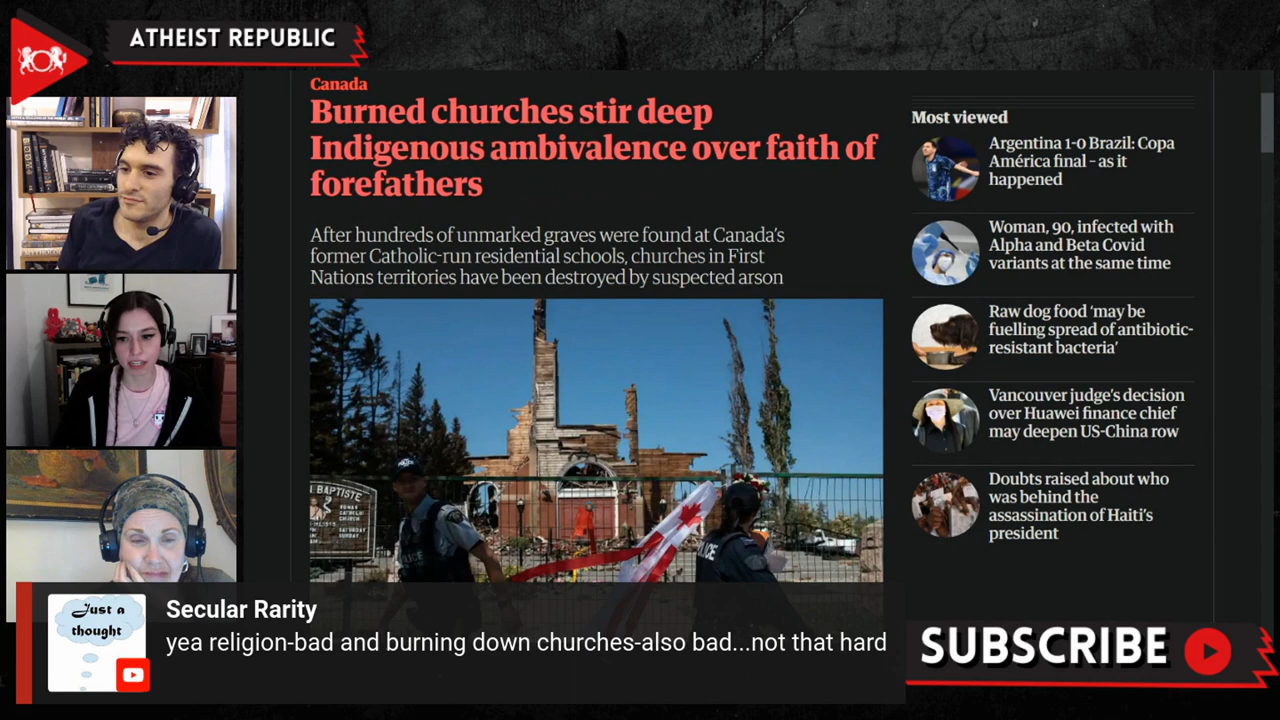 ATHEIST REPUBLIC
Canada
Burned churches stir deep
Indigenous ambivalence over faith of
forefathers
After hundreds of unmarked graves were found at Canada's
former Catholic-run residential schools, churches in First
Nations territories have been destroyed by suspected arson
Most viewed
Argentina 1-0 Brazil: Copa
América final – as it
happened
Woman, 90, infected with
Alpha and Beta Covid
variants at the same time
Raw dog food 'may be
fuelling spread of antibiotic-
resistant bacteria'
Vancouver judge's decision
over Huawei finance chief
may deepen US-China row
Doubts raised about who
was behind the
assassination of Haiti's
president
BAPTISTE
ROMAN
CATHOLIC
CHURCH
POLICE
Just a
thought
Secular Rarity
yea religion-bad and burning down churches-also bad...not that hard
SUBSCRIBE